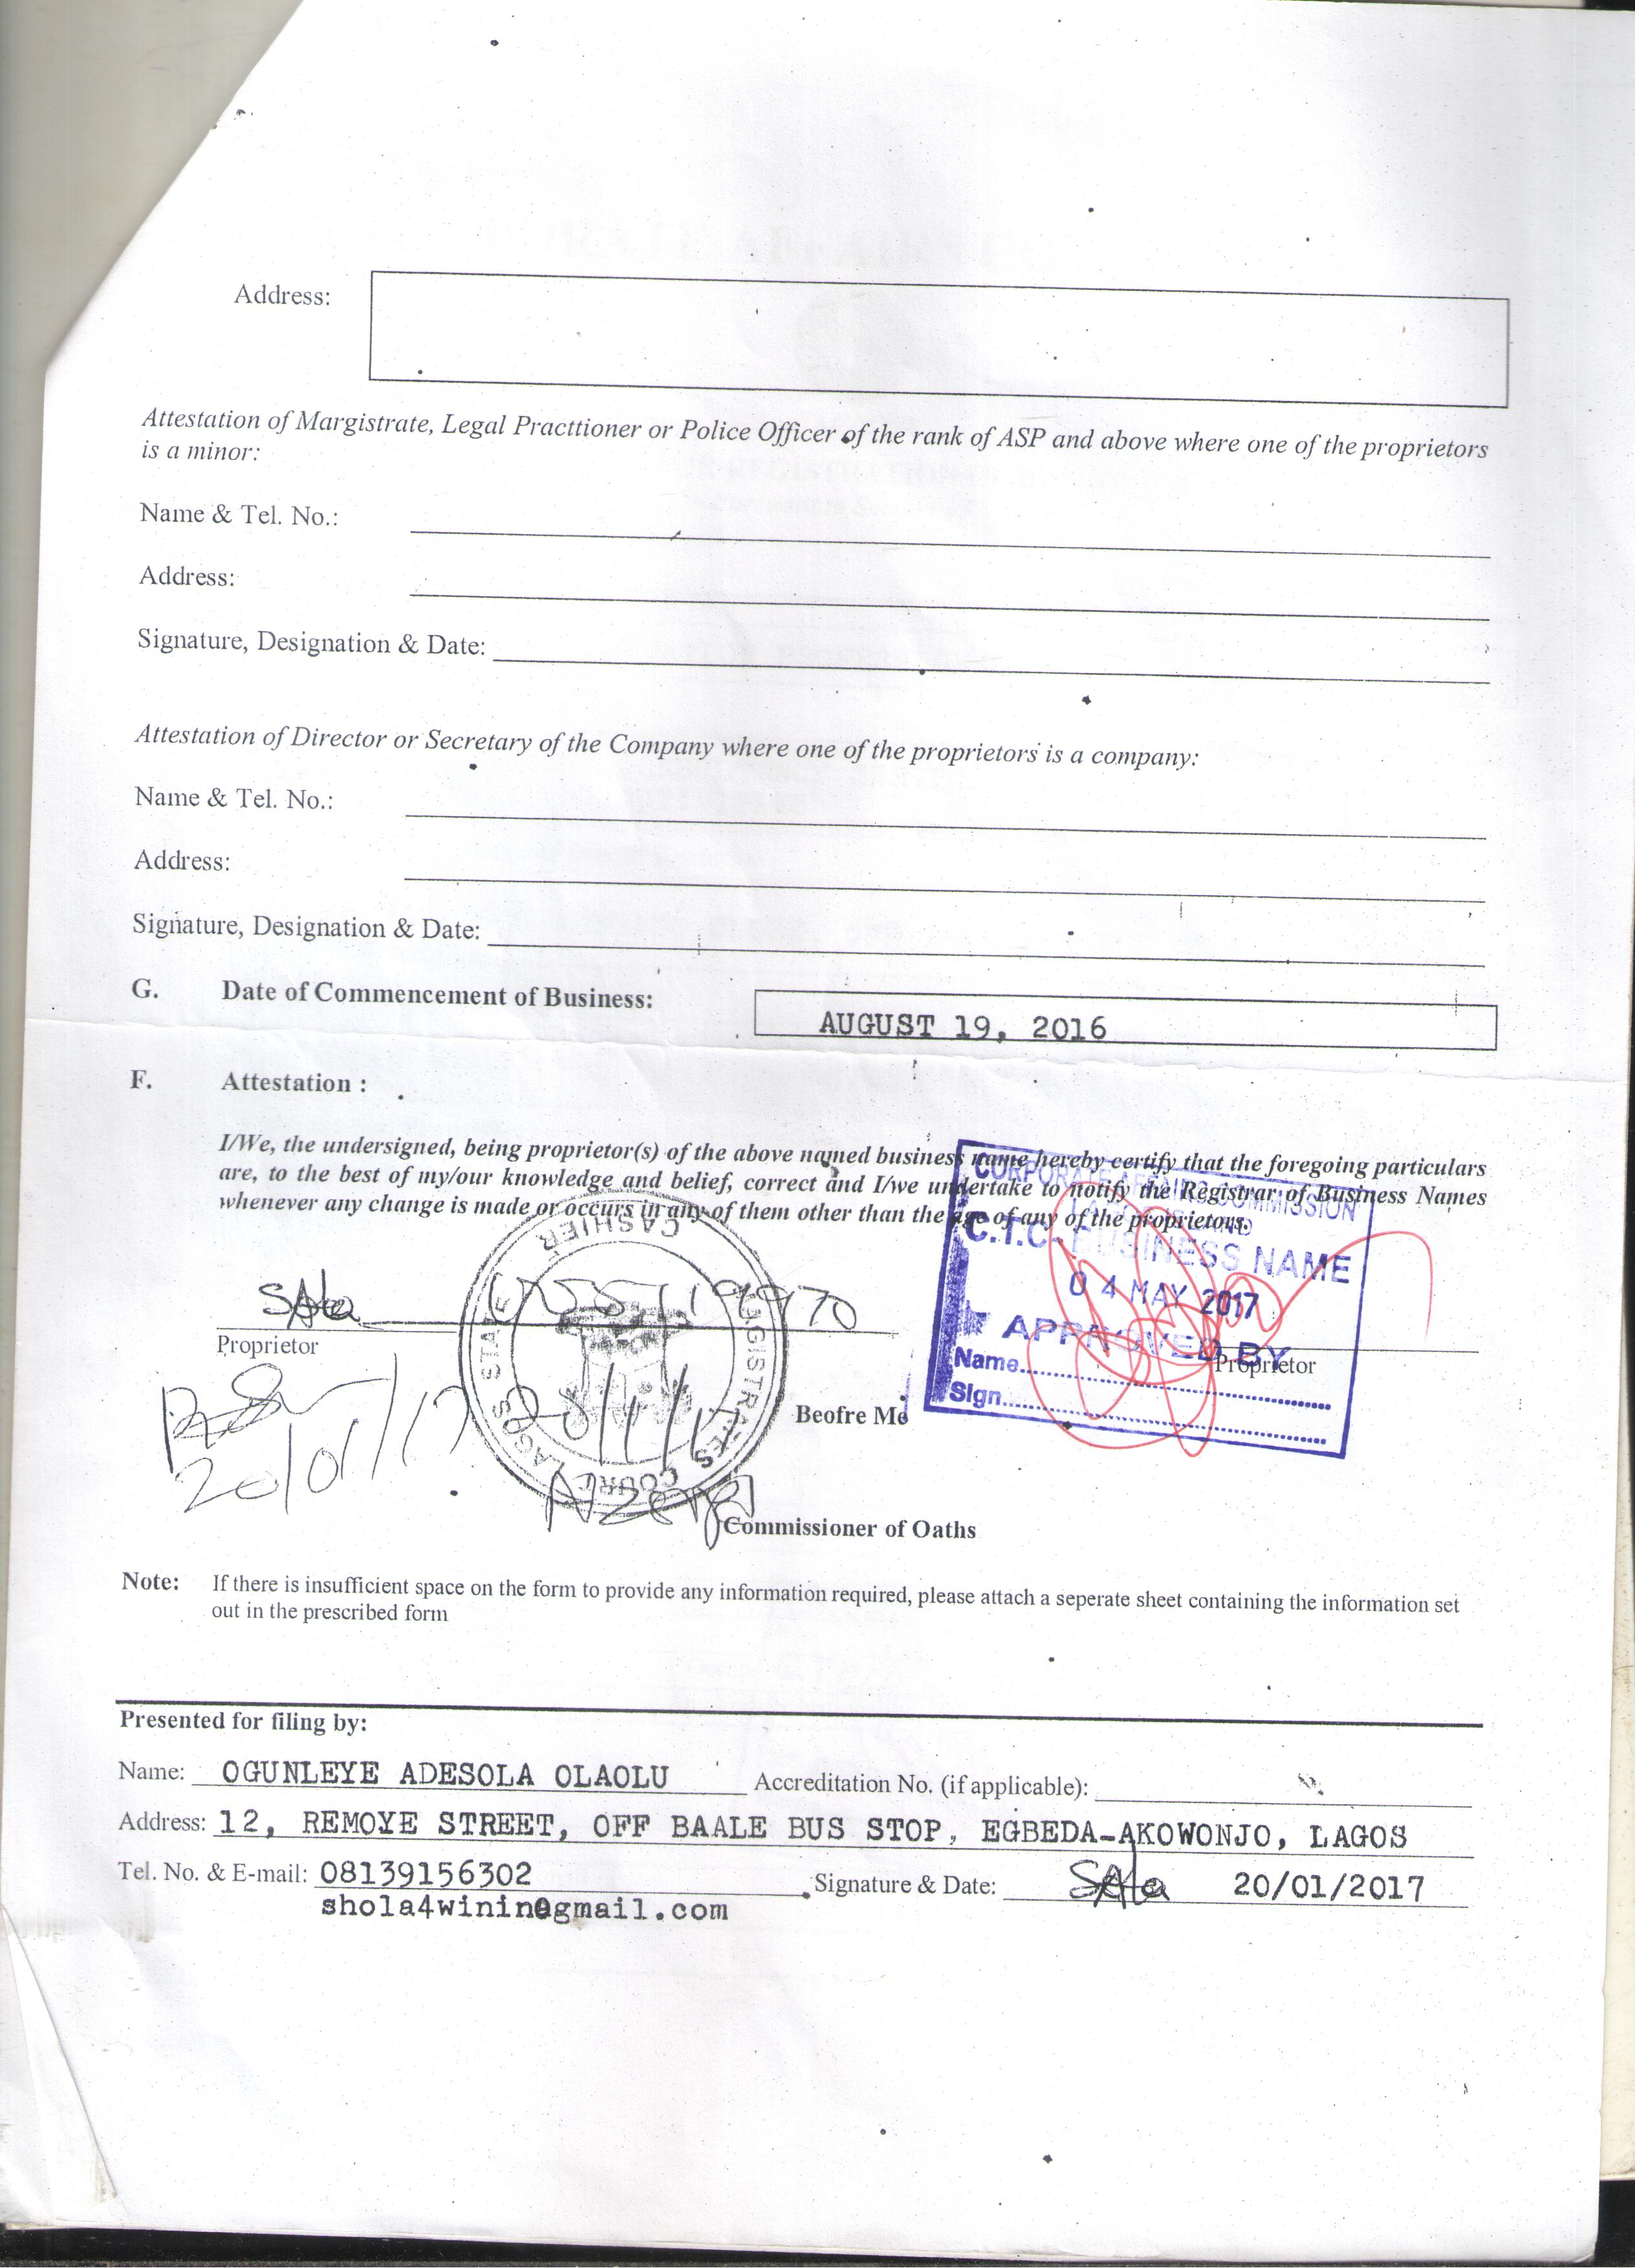 Address:
Attestation of Margistrate, Legal Practtioner or Police Officer of the rank of ASP and above where one of the proprietors
is a minor:
Name & Tel. No.:
Address:
Signature, Designation & Date:
Attestation of Director or Secretary of the Company where one of the proprietors is a company:
Name & Tel. No.:
Address:
Signature, Designation & Date:
G. Date of Commencement of Business:
AUGUST 19, 2016
F. Attestation :
I/We, the undersigned, being proprietor(s) of the above named business name hereby certify that the foregoing particulars
are, to the best of my/our knowledge and belief, correct and I/we undertake to notify the Registrar of Business Names
whenever any change is made or occurs in any of them other than the age of any of the proprietors.
CORPORATE AFFAIRS COMMISSION
C.T.C. BUSINESS NAME
04 MAY 2017
APPROVED BY
Name
Sign
CASHIER
LAGOS STATE
MAGISTRATES COURT
Proprietor
Proprietor
20/01/17
Beofre Me
Commissioner of Oaths
Note: If there is insufficient space on the form to provide any information required, please attach a seperate sheet containing the information set
out in the prescribed form
Presented for filing by:
Name: OGUNLEYE ADESOLA OLAOLU Accreditation No. (if applicable):
Address: 12, REMOYE STREET, OFF BAALE BUS STOP, EGBEDA-AKOWONJO, LAGOS
Tel. No. & E-mail: 08139156302 Signature & Date: 20/01/2017
shola4winin@gmail.com